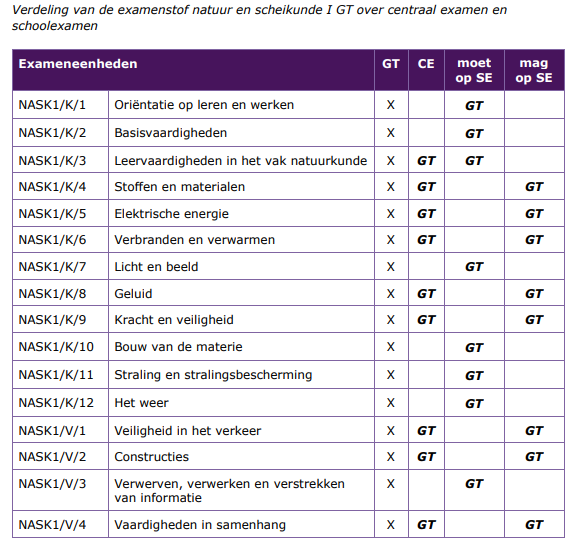 Verdeling van de examenstof natuur en scheikunde I GT over centraal examen en
schoolexamen
Exameneenheden GT CE moet op SE mag op SE
NASK1/K/1 Oriëntatie op leren en werken X GT
NASK1/K/2 Basisvaardigheden X GT
NASK1/K/3 Leervaardigheden in het vak natuurkunde X GT GT
NASK1/K/4 Stoffen en materialen X GT GT
NASK1/K/5 Elektrische energie X GT GT
NASK1/K/6 Verbranden en verwarmen X GT GT
NASK1/K/7 Licht en beeld X GT
NASK1/K/8 Geluid X GT GT
NASK1/K/9 Kracht en veiligheid X GT GT
NASK1/K/10 Bouw van de materie X GT
NASK1/K/11 Straling en stralingsbescherming X GT
NASK1/K/12 Het weer X GT
NASK1/V/1 Veiligheid in het verkeer X GT GT
NASK1/V/2 Constructies X GT GT
NASK1/V/3 Verwerven, verwerken en verstrekken X GT
van informatie
NASK1/V/4 Vaardigheden in samenhang X GT GT